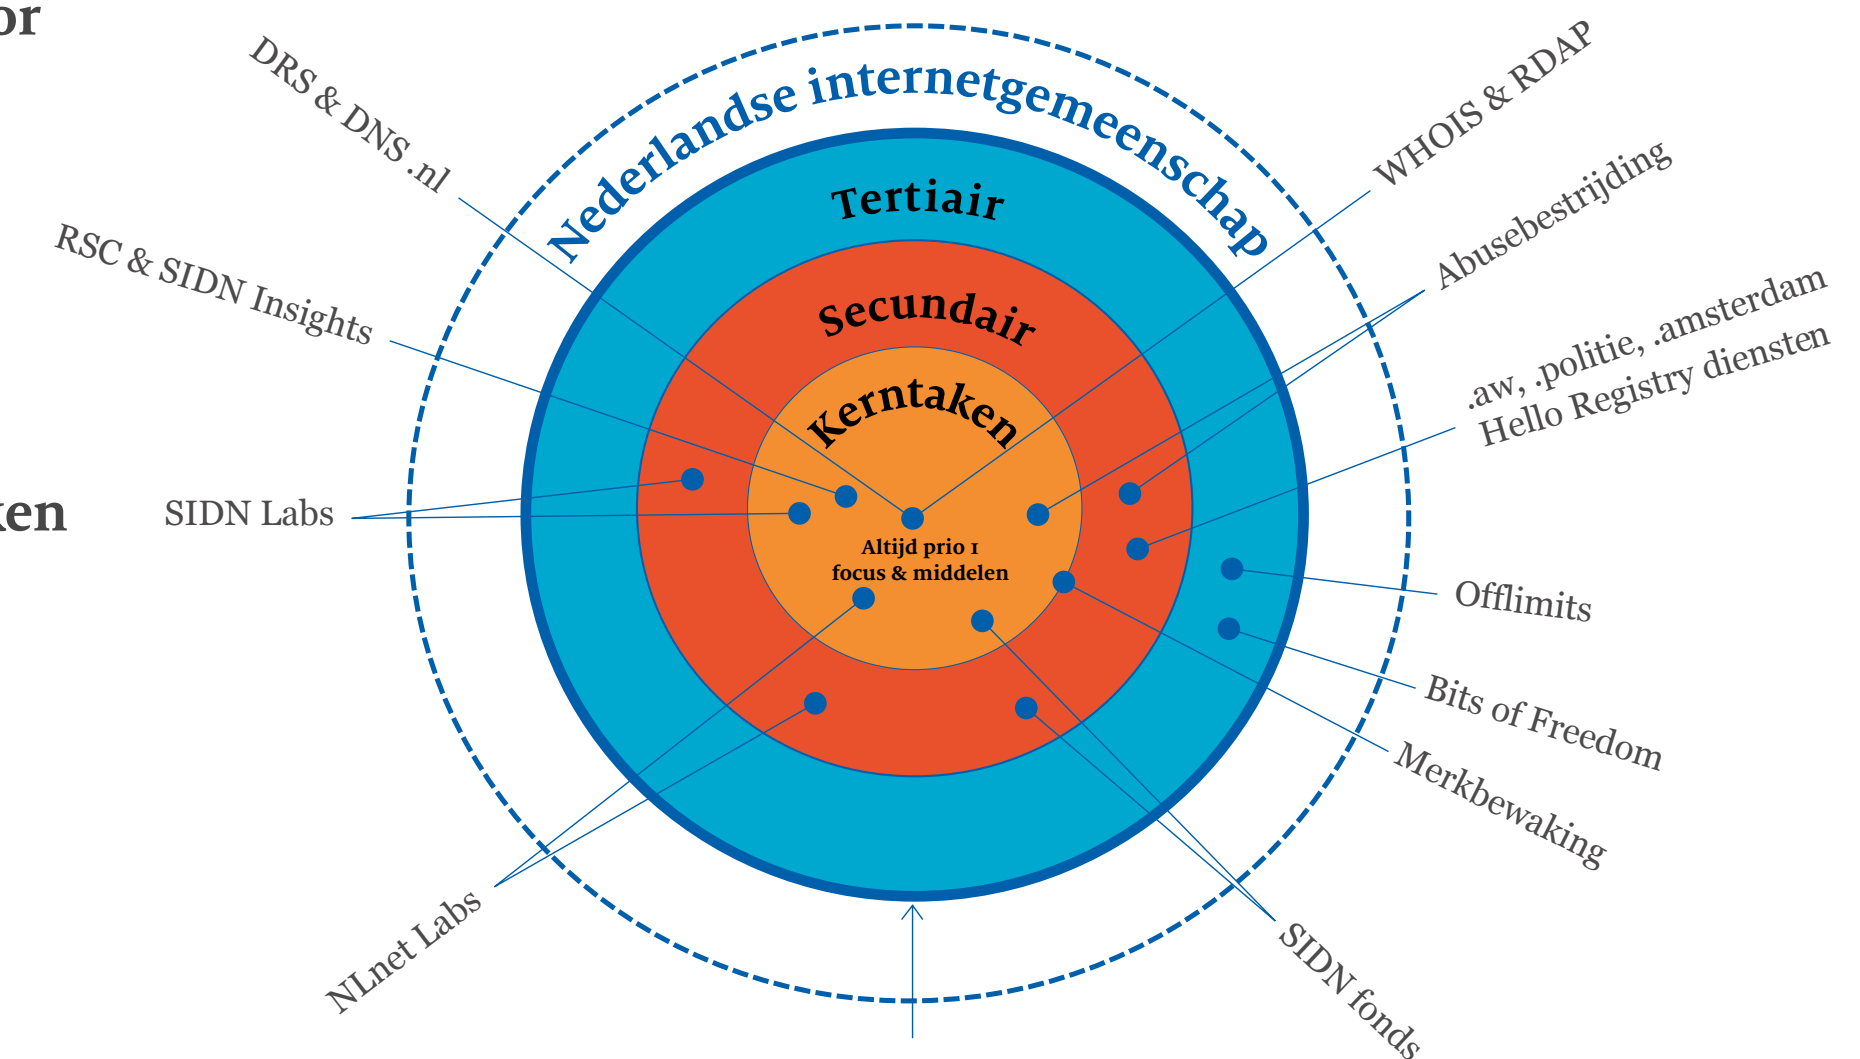 or
ken
Nederlandse internetgemeenschap
Tertiair
Secundair
Kerntaken
Altijd prio 1
focus & middelen
DRS & DNS .nl
RSC & SIDN Insights
SIDN Labs
NLnet Labs
WHOIS & RDAP
Abusebestrijding
.aw, .politie, .amsterdam
Hello Registry diensten
Offlimits
Bits of Freedom
Merkbewaking
SIDN fonds